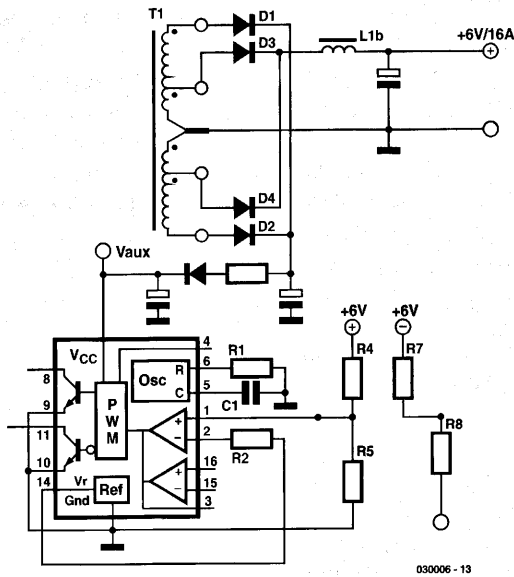 T1
D1
D3
L1b
+6V/16A
+
D4
D2
Vaux
+6V
+6V
+
−
VCC
8
9
11
10
14
P
W
M
Osc
R
C
4
6
5
R1
C1
1
2
+
−
R2
16
15
3
+
−
Vr
Gnd
Ref
R4
R5
R7
R8
030006 - 13